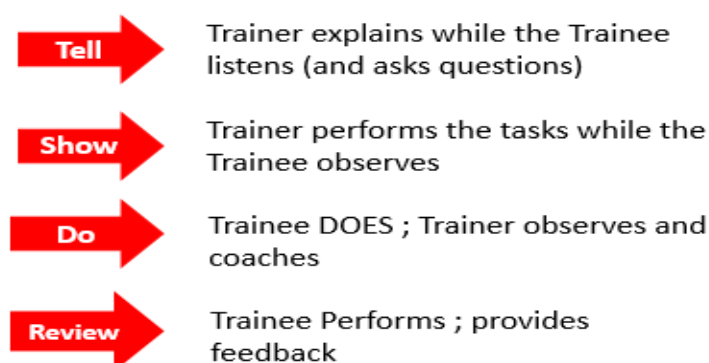 Tell
Trainer explains while the Trainee
listens (and asks questions)
Show
Trainer performs the tasks while the
Trainee observes
Do
Trainee DOES ; Trainer observes and
coaches
Review
Trainee Performs ; provides
feedback